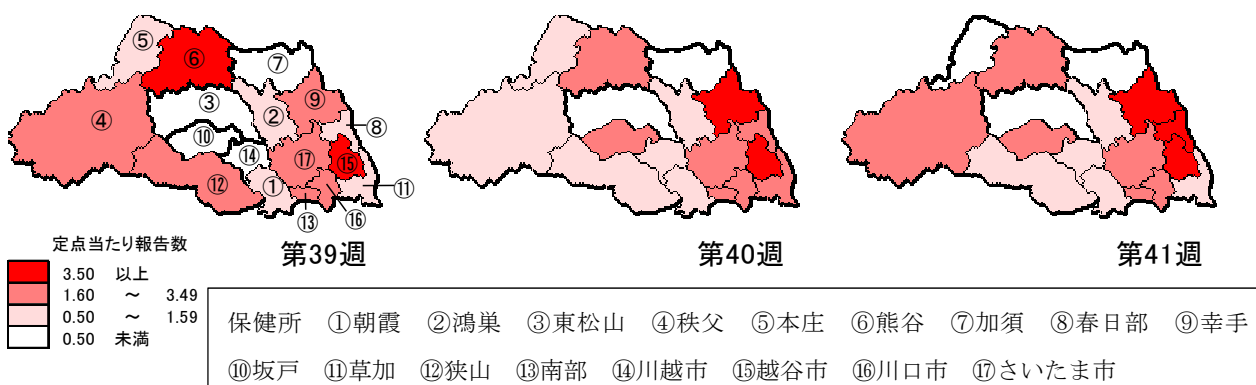 ⑤
⑥
⑦
③
②
⑨
④
⑧
⑩
⑭
⑰
⑮
⑫
①
⑪
⑬
⑯
第39週
第40週
第41週
定点当たり報告数
3.50 以上
1.60 ～ 3.49
0.50 ～ 1.59
0.50 未満
保健所 ①朝霞 ②鴻巣 ③東松山 ④秩父 ⑤本庄 ⑥熊谷 ⑦加須 ⑧春日部 ⑨幸手
⑩坂戸 ⑪草加 ⑫狭山 ⑬南部 ⑭川越市 ⑮越谷市 ⑯川口市 ⑰さいたま市